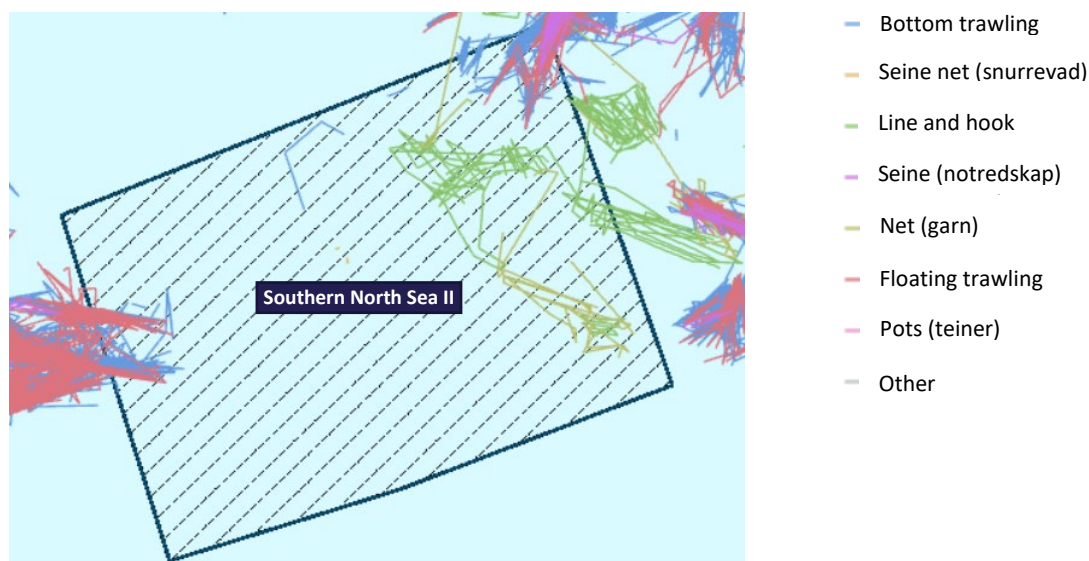 Bottom trawling
Seine net (snurrevad)
Line and hook
Seine (notredskap)
Net (garn)
Floating trawling
Pots (teiner)
Other
Southern North Sea II